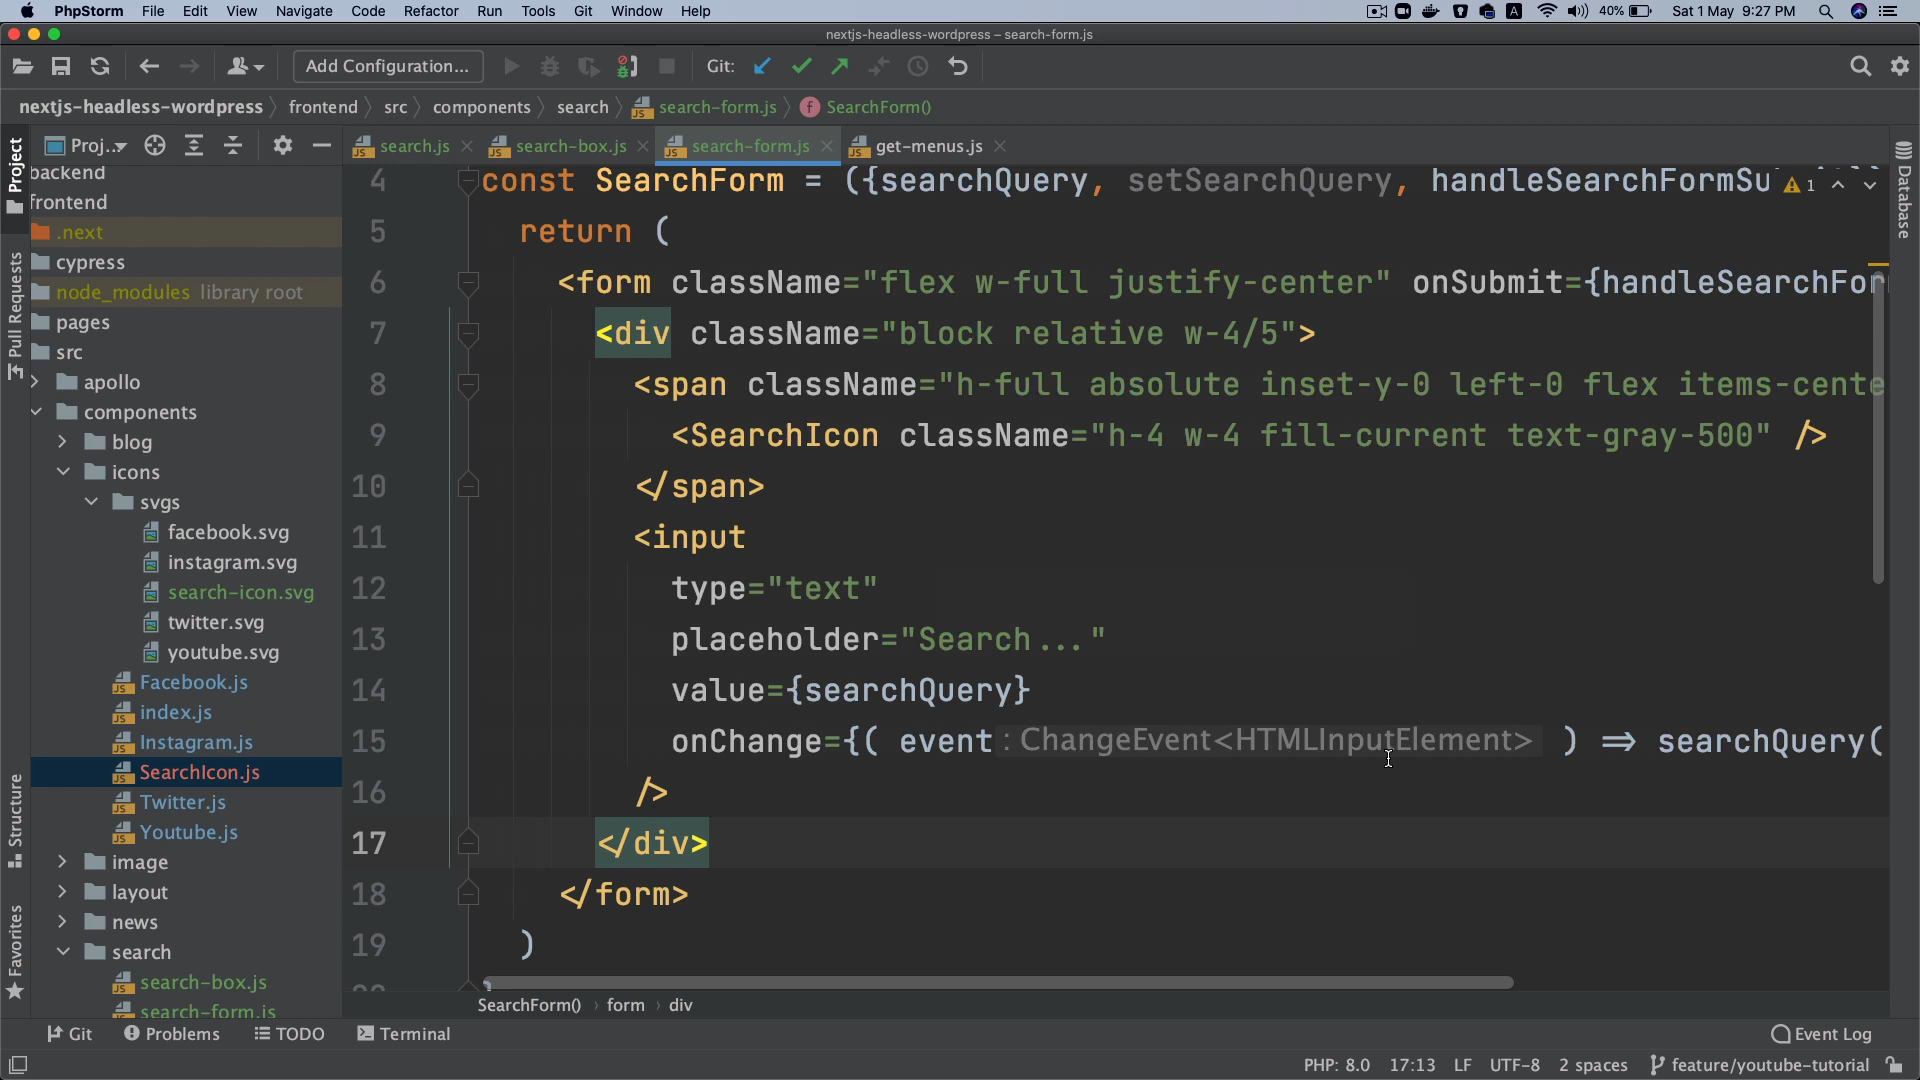 PhpStorm File Edit View Navigate Code Refactor Run Tools Git Window Help A 40% Sat 1 May 9:27 PM
nextjs-headless-wordpress – search-form.js
Add Configuration... Git:
nextjs-headless-wordpress frontend src components search search-form.js f SearchForm()
Proj... search.js search-box.js search-form.js get-menus.js
Project
Pull Requests
Structure
Favorites
Database
backend
frontend
.next
cypress
node_modules library root
pages
src
apollo
components
blog
icons
svgs
facebook.svg
instagram.svg
search-icon.svg
twitter.svg
youtube.svg
Facebook.js
index.js
Instagram.js
SearchIcon.js
Twitter.js
Youtube.js
image
layout
news
search
search-box.js
search-form.js
4 const SearchForm = ({searchQuery, setSearchQuery, handleSearchFormSu 1
5 return (
6 <form className="flex w-full justify-center" onSubmit={handleSearchFor
7 <div className="block relative w-4/5">
8 <span className="h-full absolute inset-y-0 left-0 flex items-cente
9 <SearchIcon className="h-4 w-4 fill-current text-gray-500" />
10 </span>
11 <input
12 type="text"
13 placeholder="Search..."
14 value={searchQuery}
15 onChange={( event : ChangeEvent<HTMLInputElement> ) => searchQuery(
16 />
17 </div>
18 </form>
19 )
SearchForm() form div
Git Problems TODO Terminal Event Log
PHP: 8.0 17:13 LF UTF-8 2 spaces feature/youtube-tutorial